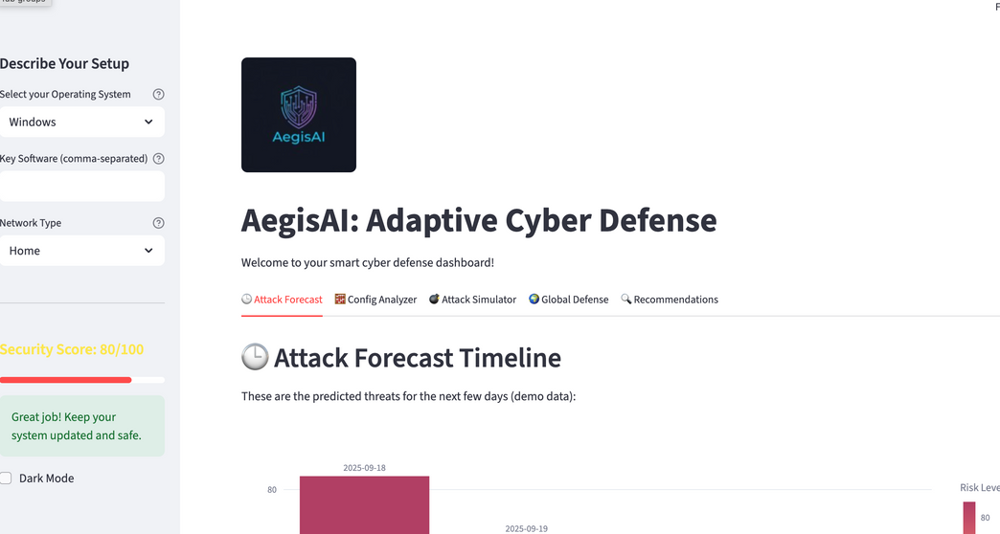 Describe Your Setup
Select your Operating System
Windows
Key Software (comma-separated)
Network Type
Home
Security Score: 80/100
Great job! Keep your
system updated and safe.
Dark Mode
AegisAI
AegisAI: Adaptive Cyber Defense
Welcome to your smart cyber defense dashboard!
Attack Forecast
Config Analyzer
Attack Simulator
Global Defense
Recommendations
Attack Forecast Timeline
These are the predicted threats for the next few days (demo data):
2025-09-18
80
2025-09-19
Risk Leve
80